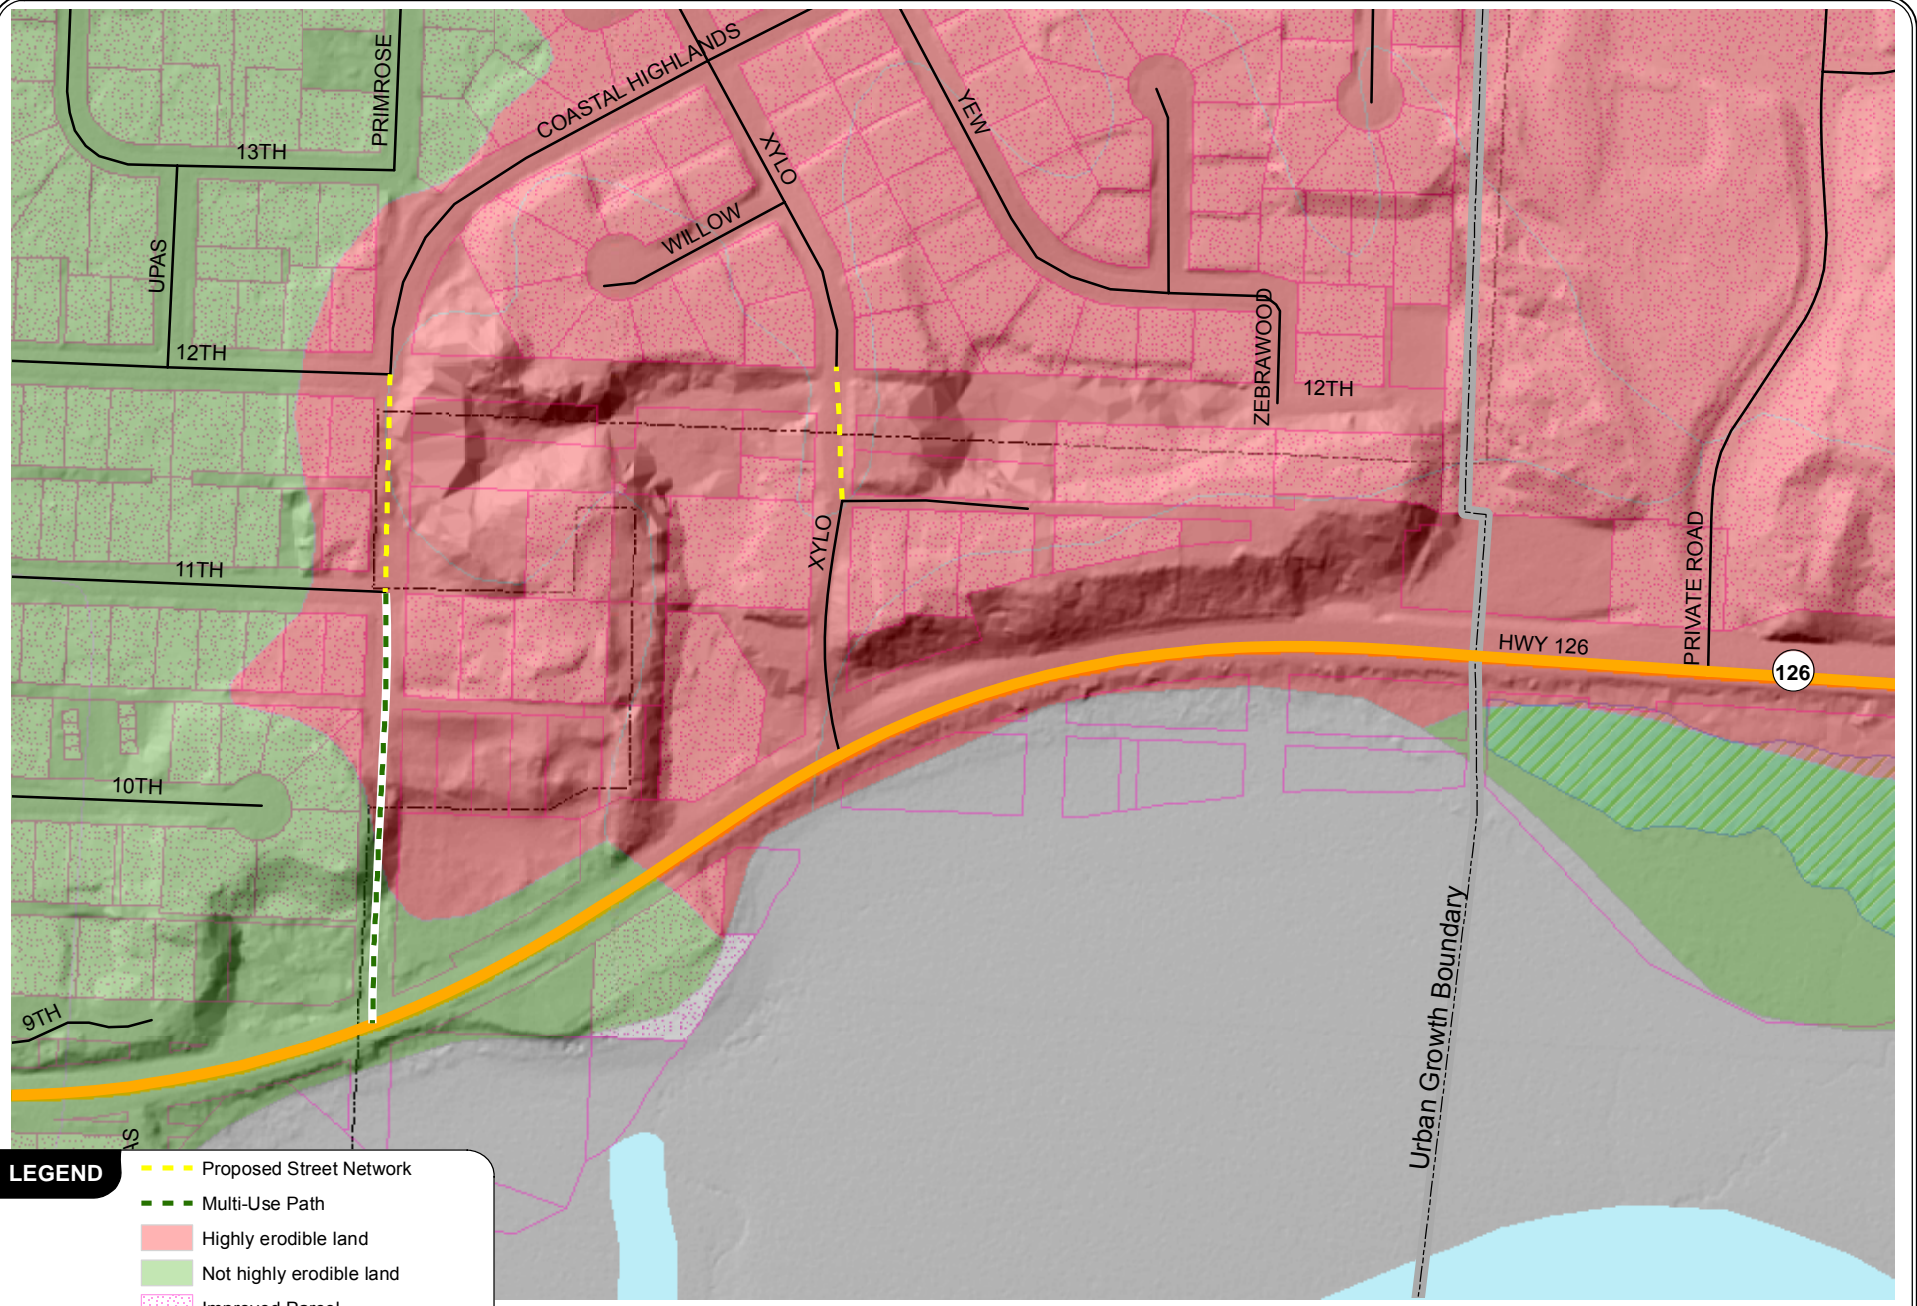 COASTAL HIGHLANDS
PRIMROSE
13TH
YEW
XYLO
WILLOW
UPAS
12TH
ZEBRAWOOD
12TH
XYLO
11TH
PRIVATE ROAD
HWY 126
126
10TH
Urban Growth Boundary
9TH
LEGEND
Proposed Street Network
Multi-Use Path
Highly erodible land
Not highly erodible land